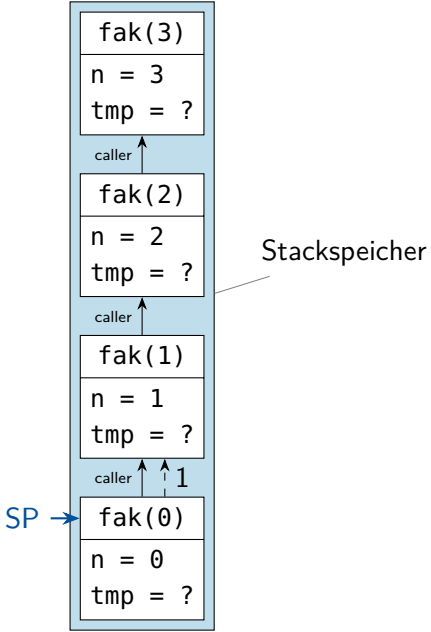 fak(3)
n = 3
tmp = ?
caller
fak(2)
n = 2
tmp = ?
Stackspeicher
caller
fak(1)
n = 1
tmp = ?
caller
1
SP
fak(0)
n = 0
tmp = ?